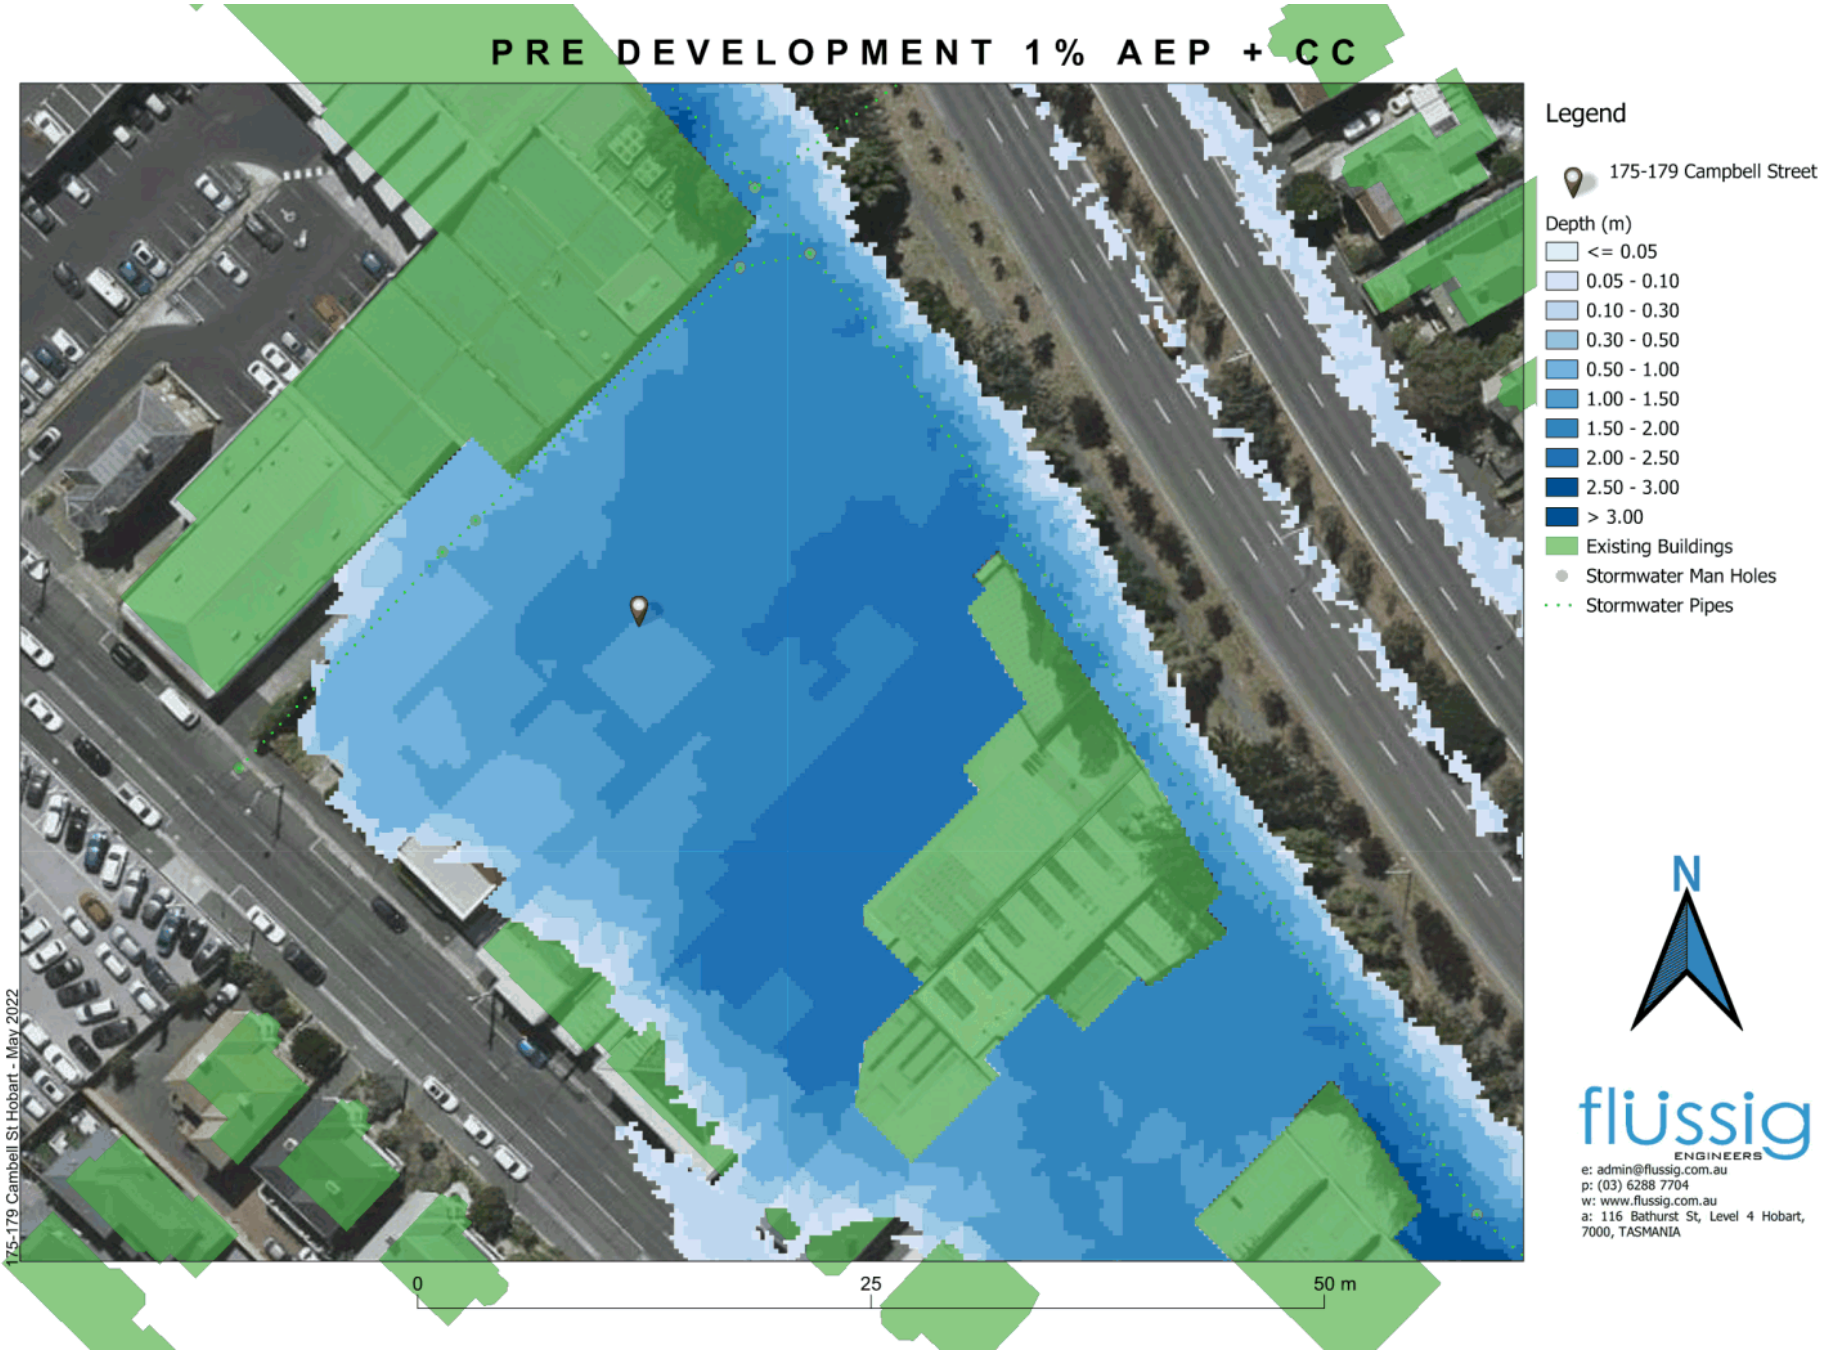 PRE DEVELOPMENT 1% AEP + CC
Legend
175-179 Campbell Street
Depth (m)
<= 0.05
0.05 - 0.10
0.10 - 0.30
0.30 - 0.50
0.50 - 1.00
1.00 - 1.50
1.50 - 2.00
2.00 - 2.50
2.50 - 3.00
> 3.00
Existing Buildings
Stormwater Man Holes
Stormwater Pipes
N
flüssig
ENGINEERS
e: admin@flussig.com.au
p: (03) 6288 7704
w: www.flussig.com.au
a: 116 Bathurst St, Level 4 Hobart,
7000, TASMANIA
175-179 Cambell St Hobart - May 2022
0 25 50 m